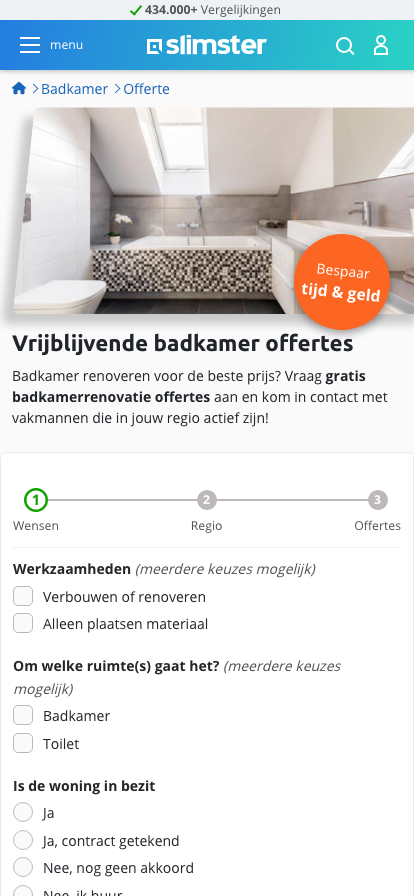 434.000+ Vergelijkingen
menu
slimster
Badkamer
Offerte
Bespaar
tijd & geld
Vrijblijvende badkamer offertes
Badkamer renoveren voor de beste prijs? Vraag gratis
badkamerrenovatie offertes aan en kom in contact met
vakmannen die in jouw regio actief zijn!
1
2
3
Wensen
Regio
Offertes
Werkzaamheden (meerdere keuzes mogelijk)
Verbouwen of renoveren
Alleen plaatsen materiaal
Om welke ruimte(s) gaat het? (meerdere keuzes
mogelijk)
Badkamer
Toilet
Is de woning in bezit
Ja
Ja, contract getekend
Nee, nog geen akkoord
Nee, ik huur